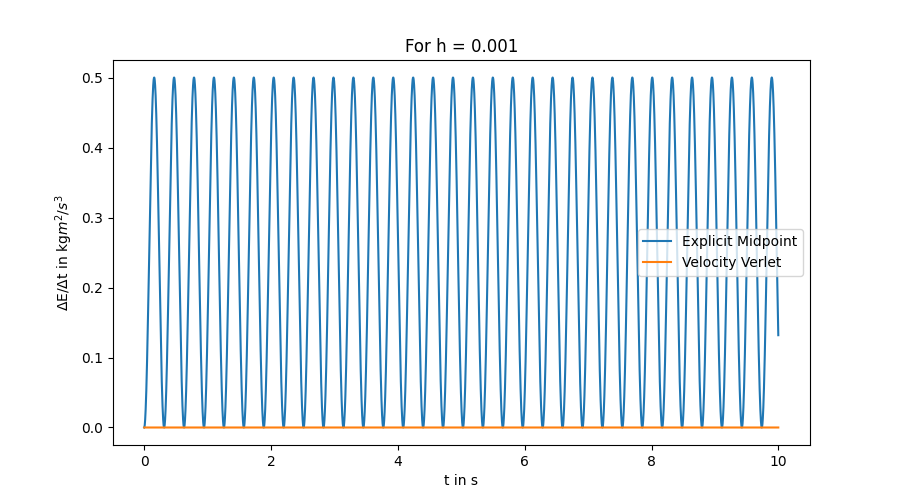 For h = 0.001
ΔE/Δt in kgm²/s³
0.5
0.4
0.3
0.2
0.1
0.0
Explicit Midpoint
Velocity Verlet
0 2 4 6 8 10
t in s